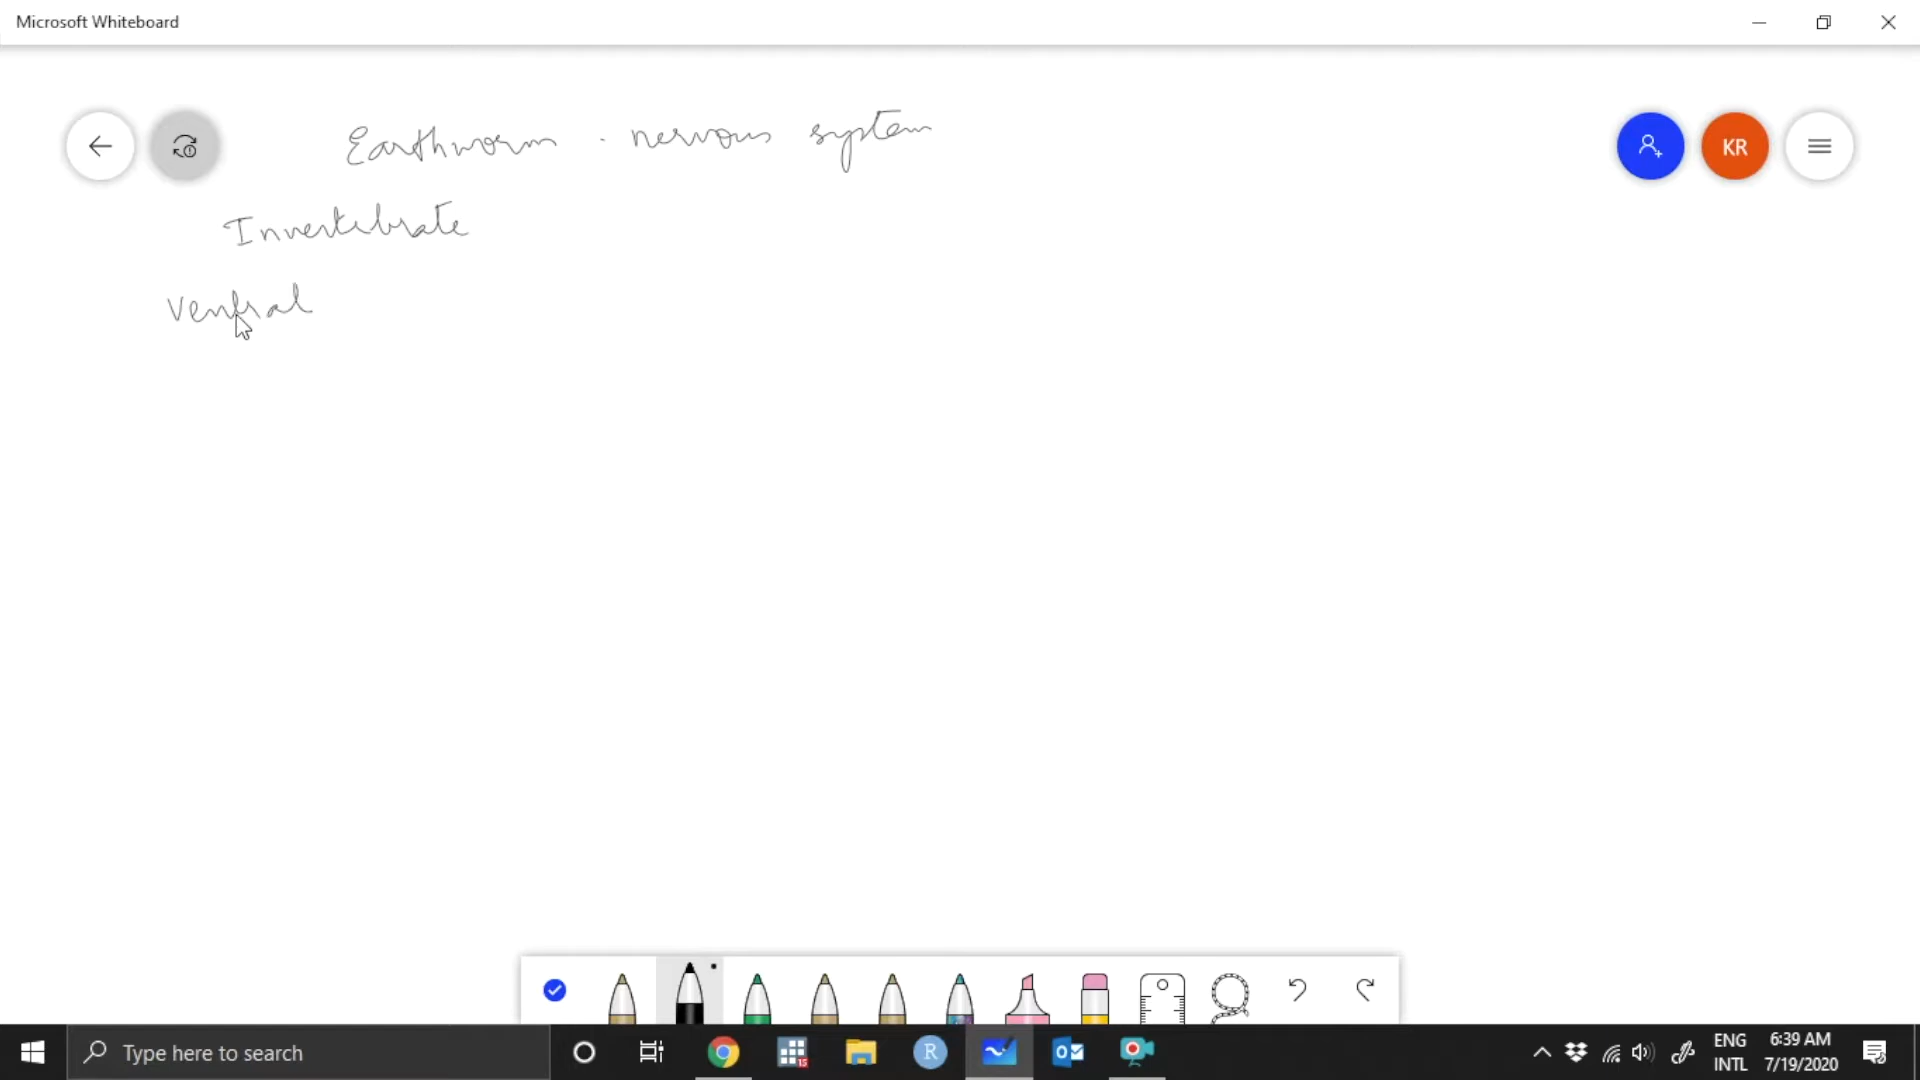 Microsoft Whiteboard
Earthworm - nervous system
KR
Invertebrate
Ventral
Type here to search
15
R
ENG
INTL
6:39 AM
7/19/2020